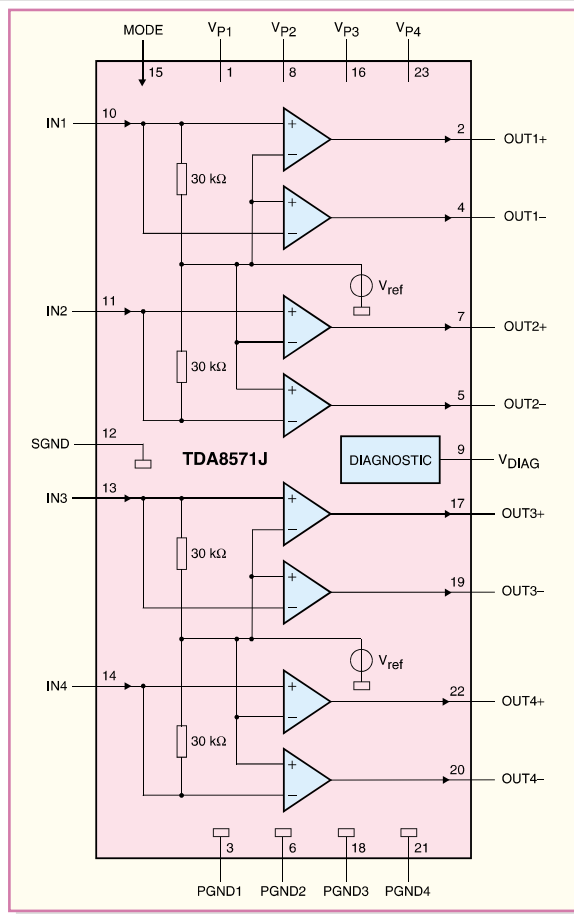 MODE VP1 VP2 VP3 VP4
15 1 8 16 23
IN1 10 + 2 OUT1+
−
30 kΩ
+ 4 OUT1−
−
Vref
IN2 11 + 7 OUT2+
−
30 kΩ
+ 5 OUT2−
−
SGND 12
TDA8571J DIAGNOSTIC 9 VDIAG
IN3 13 + 17 OUT3+
−
30 kΩ
+ 19 OUT3−
−
Vref
IN4 14 + 22 OUT4+
−
30 kΩ
+ 20 OUT4−
−
3 6 18 21
PGND1 PGND2 PGND3 PGND4